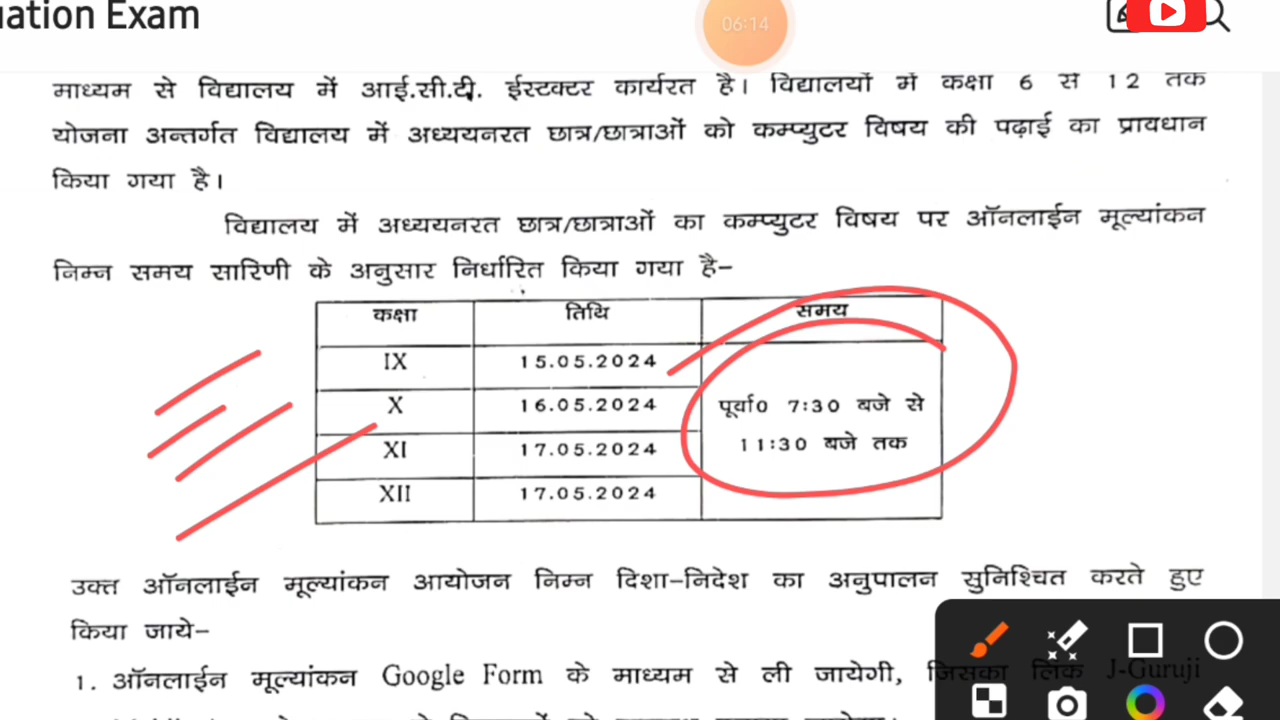 uation Exam
06:14
माध्यम से विद्यालय में आई.सी.टी. ईस्टक्टर कार्यरत है। विद्यालयों में कक्षा 6 से 12 तक
योजना अन्तर्गत विद्यालय में अध्ययनरत छात्र/छात्राओं को कम्प्युटर विषय की पढ़ाई का प्रावधान
किया गया है।
विद्यालय में अध्ययनरत छात्र/छात्राओं का कम्प्युटर विषय पर ऑनलाईन मूल्यांकन
निम्न समय सारिणी के अनुसार निर्धारित किया गया है–
कक्षा तिथि समय
IX 15.05.2024
X 16.05.2024 पूर्वा0 7:30 बजे से
XI 17.05.2024 11:30 बजे तक
XII 17.05.2024
उक्त ऑनलाईन मूल्यांकन आयोजन निम्न दिशा–निदेश का अनुपालन सुनिश्चित करते हुए
किया जाये–
1. ऑनलाईन मूल्यांकन Google Form के माध्यम से ली जायेगी, जिसका लिंक J-Guruji